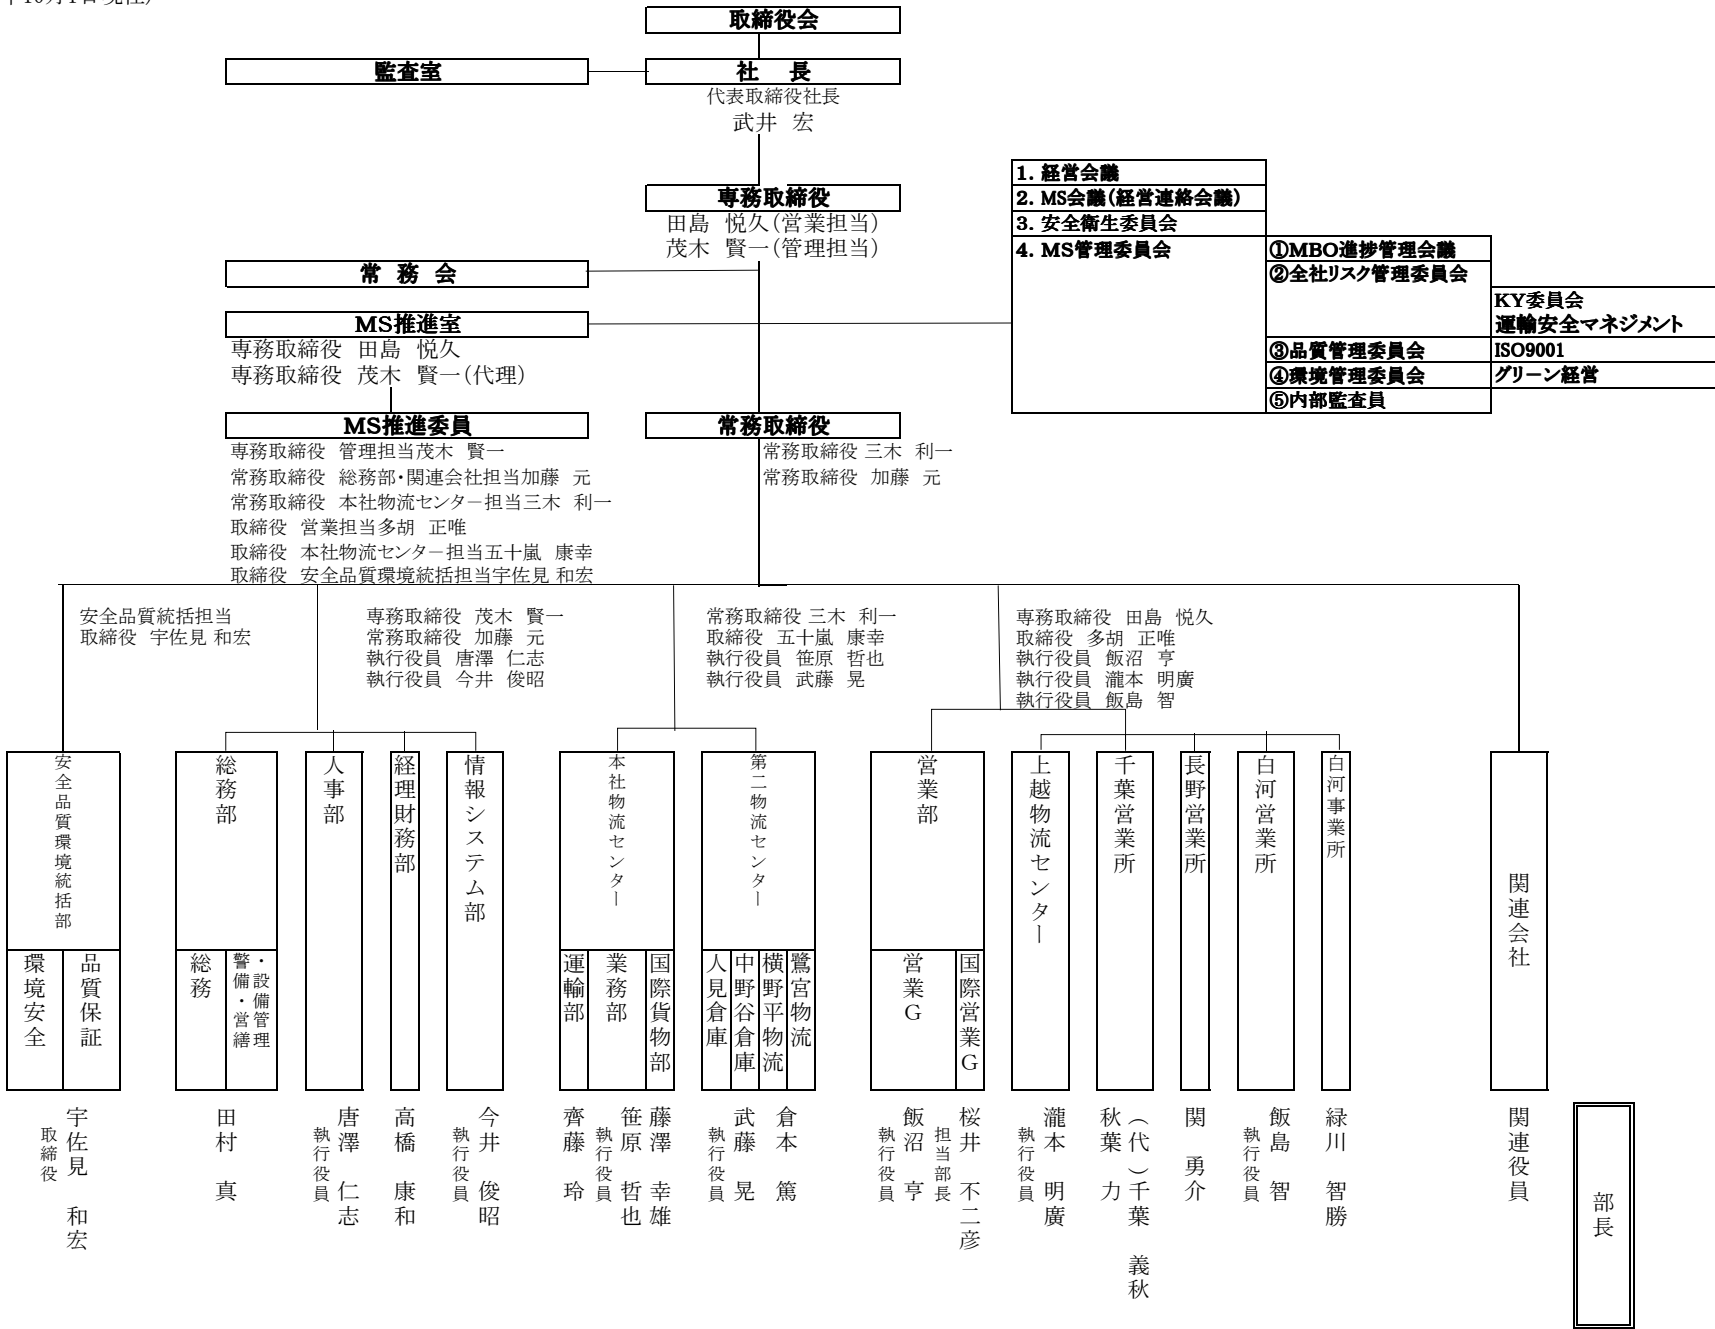 年10月1日現在)
取締役会
監査室
社　長
代表取締役社長
武井　宏
専務取締役
田島　悦久(営業担当)
茂木　賢一(管理担当)
常 務 会
MS推進室
専務取締役　田島　悦久
専務取締役　茂木　賢一(代理)
1. 経営会議
2. MS会議(経営連絡会議)
3. 安全衛生委員会
4. MS管理委員会
①MBO進捗管理会議
②全社リスク管理委員会
KY委員会
運輸安全マネジメント
③品質管理委員会
ISO9001
④環境管理委員会
グリーン経営
⑤内部監査員
MS推進委員
専務取締役　管理担当茂木　賢一
常務取締役　総務部・関連会社担当加藤　元
常務取締役　本社物流センター担当三木　利一
取締役　営業担当多胡　正唯
取締役　本社物流センター担当五十嵐　康幸
取締役　安全品質環境統括担当宇佐見 和宏
常務取締役
常務取締役 三木　利一
常務取締役　加藤　元
安全品質統括担当
取締役　宇佐見 和宏
専務取締役　茂木　賢一
常務取締役　加藤　元
執行役員　唐澤　仁志
執行役員　今井　俊昭
常務取締役 三木　利一
取締役　五十嵐　康幸
執行役員　笹原　哲也
執行役員　武藤　晃
専務取締役　田島　悦久
取締役　多胡　正唯
執行役員　飯沼　亨
執行役員　瀧本　明廣
執行役員　飯島　智
安全品質環境統括部
環境安全
品質保証
取締役
宇佐見　和宏
総務部
総務
・設備管理
警備・営繕
田村　真
人事部
執行役員
唐澤　仁志
経理財務部
高橋　康和
情報システム部
執行役員
今井　俊昭
本社物流センター
運輸部
業務部
国際貨物部
齊藤　玲
執行役員
笹原　哲也
藤澤　幸雄
第二物流センター
人見倉庫
中野谷倉庫
横野平物流
鷺宮物流
執行役員
武藤　晃
倉本　篤
営業部
営業G
国際営業G
執行役員
飯沼　亨
担当部長
桜井　不二彦
上越物流センター
執行役員
瀧本　明廣
千葉営業所
秋葉　力
(代)千葉　義秋
長野営業所
関　勇介
白河営業所
執行役員
飯島　智
白河事業所
緑川　智勝
関連会社
関連役員
部長